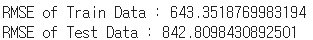 RMSE of Train Data : 643.3518769983194
RMSE of Test Data : 842.8098430892501